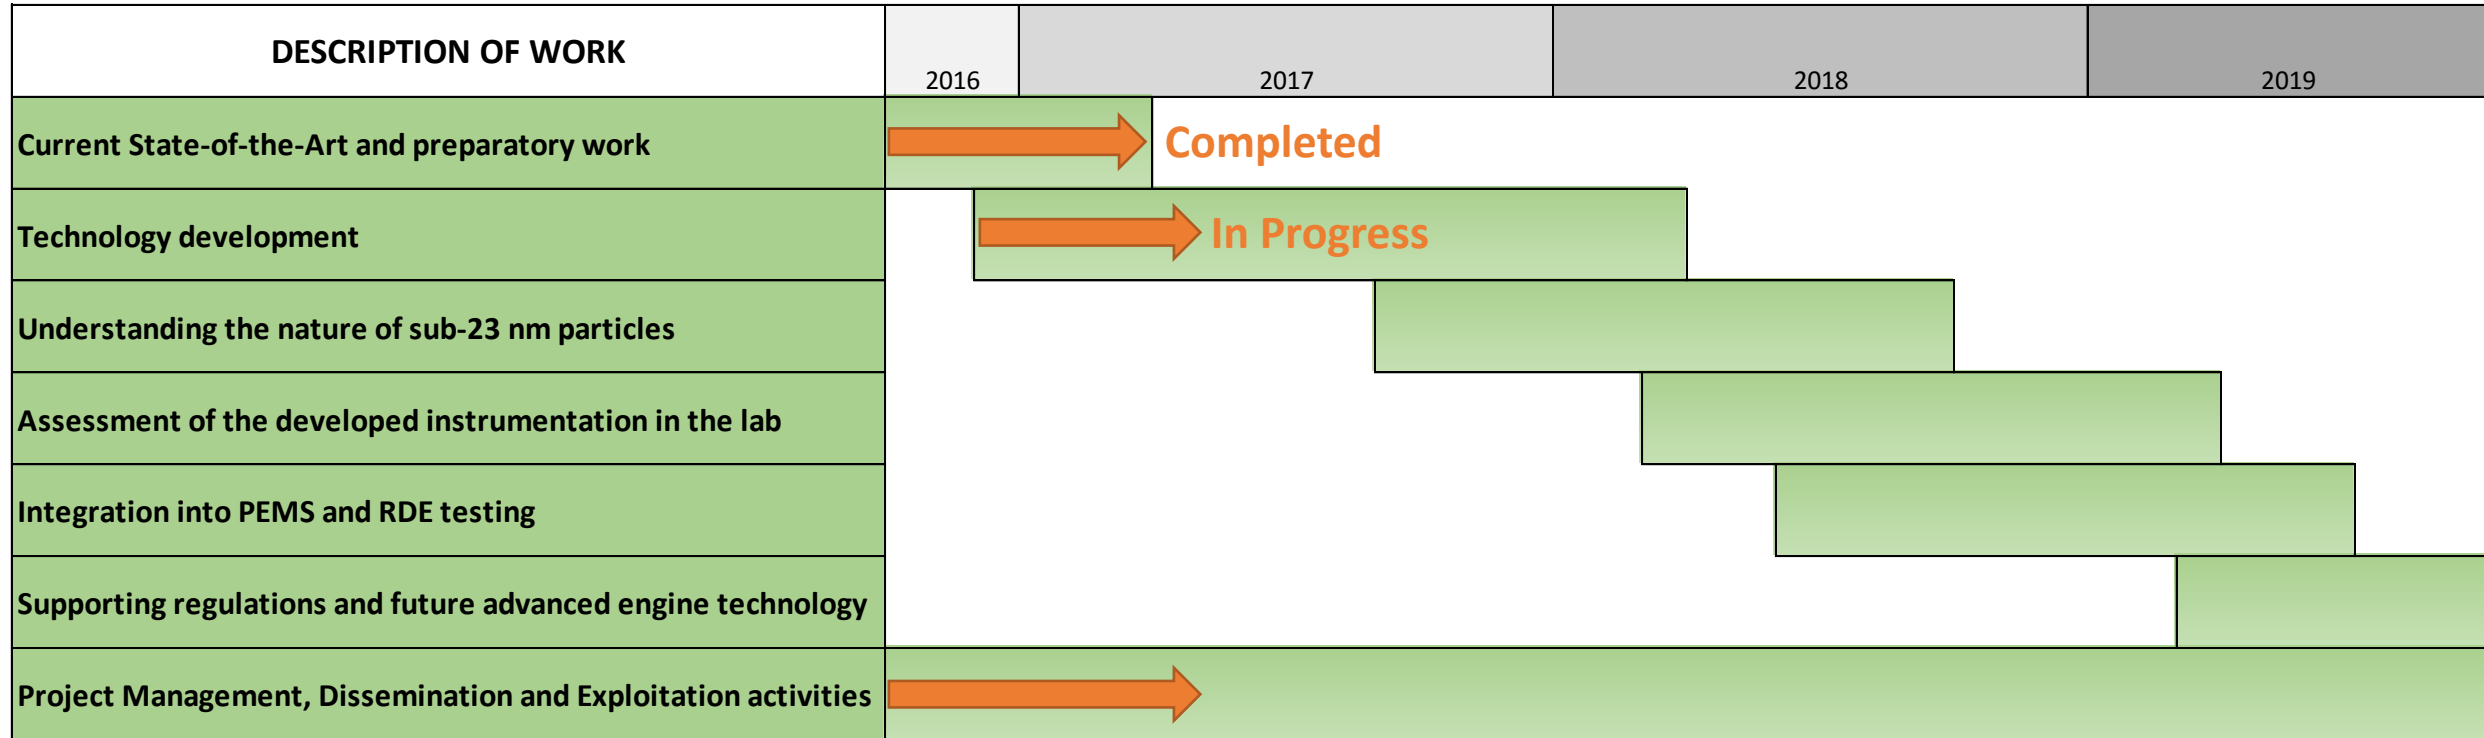 DESCRIPTION OF WORK
2016 2017 2018 2019
Current State-of-the-Art and preparatory work
Completed
Technology development
In Progress
Understanding the nature of sub-23 nm particles
Assessment of the developed instrumentation in the lab
Integration into PEMS and RDE testing
Supporting regulations and future advanced engine technology
Project Management, Dissemination and Exploitation activities